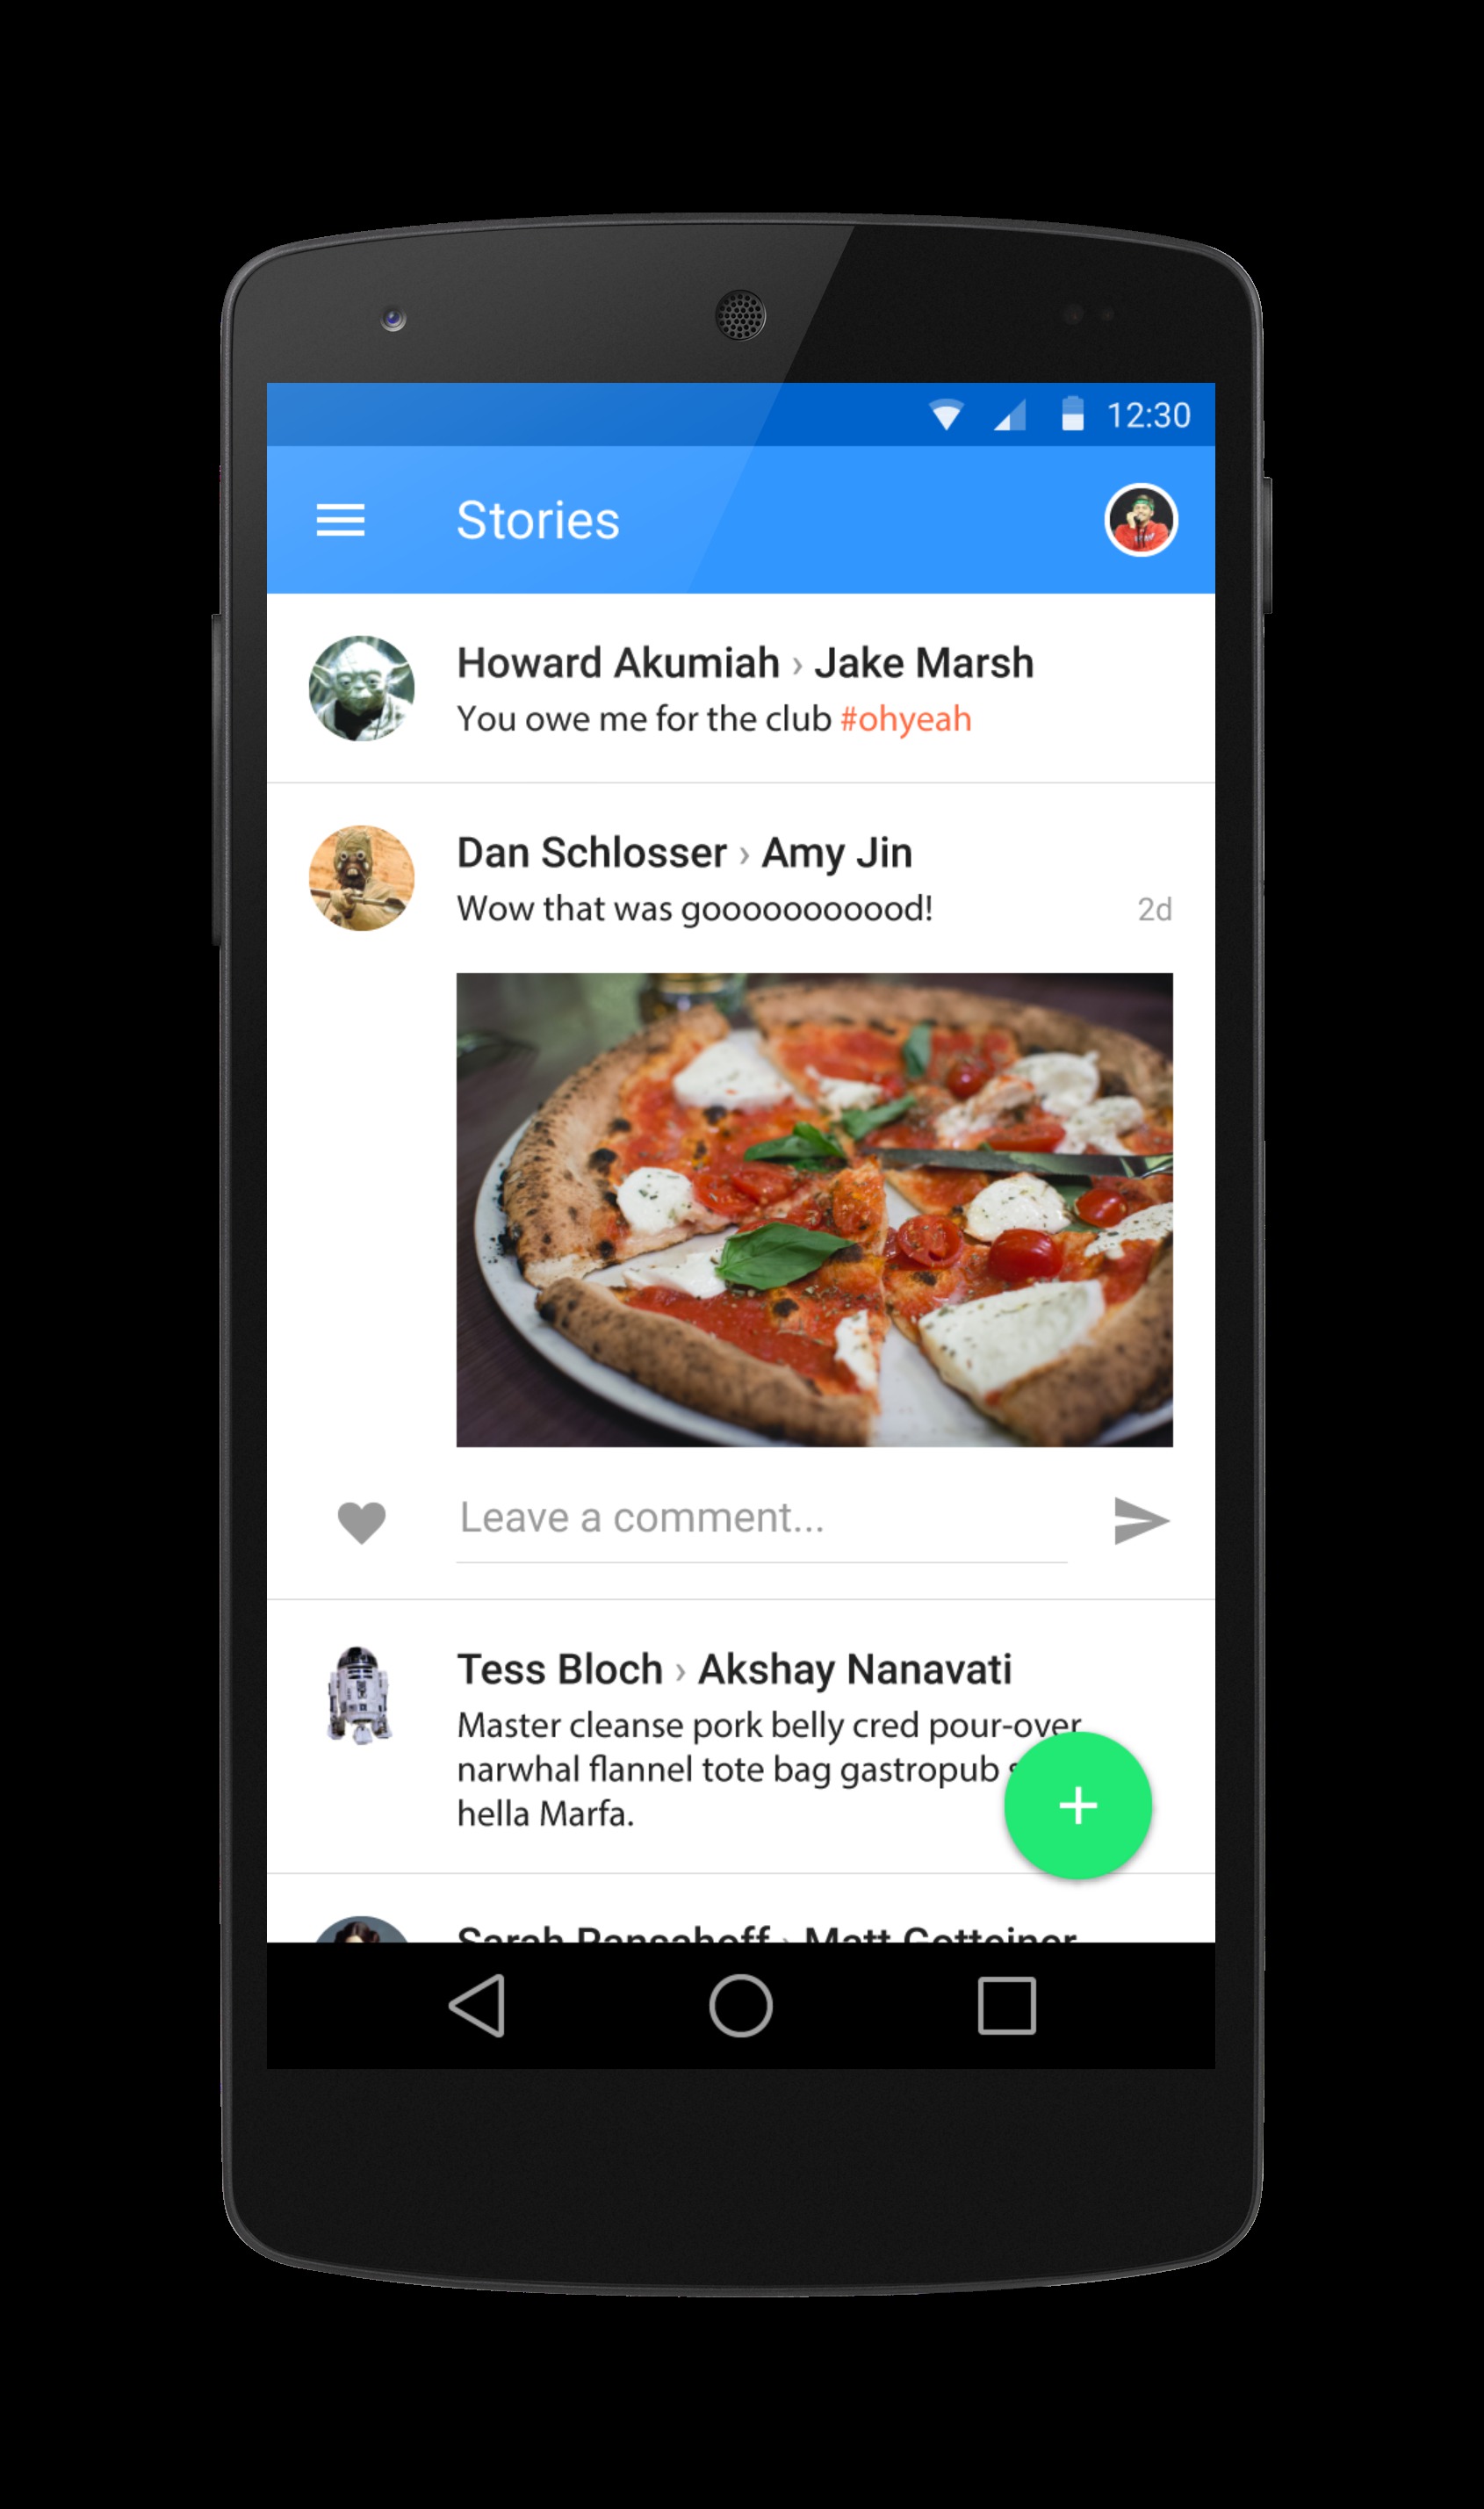 12:30
Stories
Howard Akumiah › Jake Marsh
You owe me for the club #ohyeah
Dan Schlosser › Amy Jin
Wow that was gooooooooood!
2d
Leave a comment...
Tess Bloch › Akshay Nanavati
Master cleanse pork belly cred pour-over
narwhal flannel tote bag gastropub
hella Marfa.
Sarah › Matt